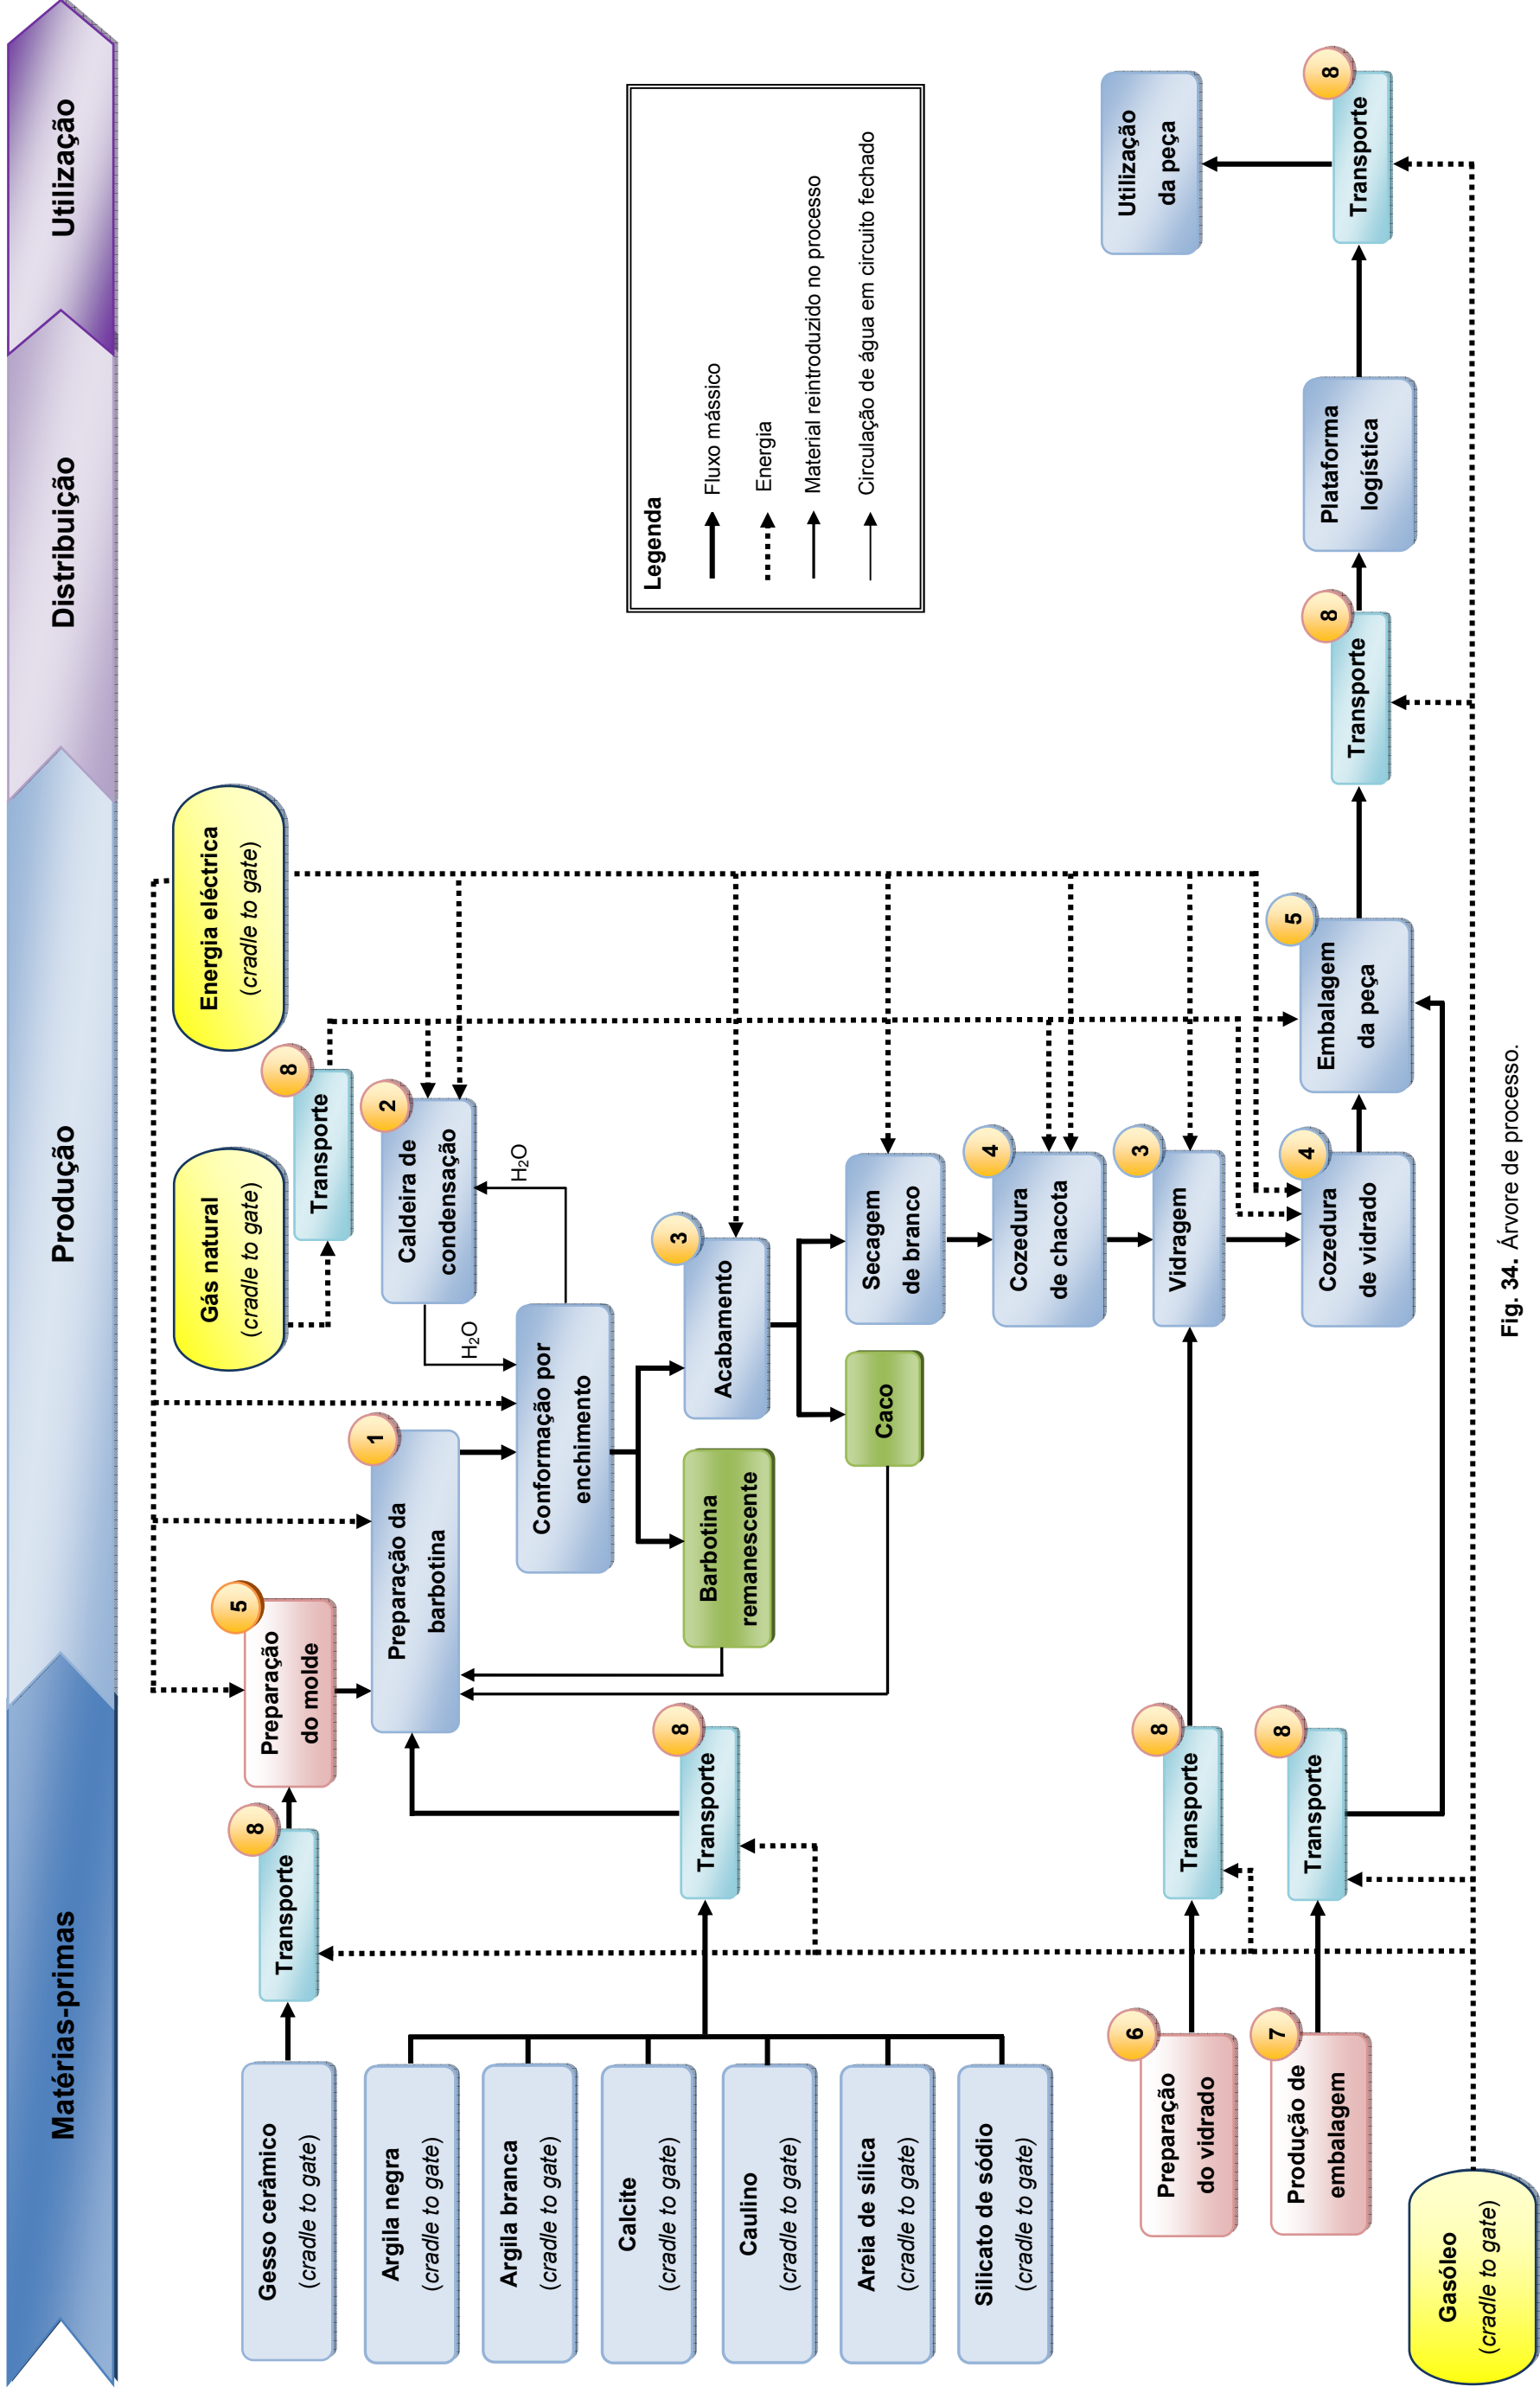 Matérias-primas
Produção
Distribuição
Utilização
Gás natural
(cradle to gate)
Energia eléctrica
(cradle to gate)
Gesso cerâmico
(cradle to gate)
8
Transporte
5
Preparação
do molde
8
Transporte
Argila negra
(cradle to gate)
Argila branca
(cradle to gate)
Calcite
(cradle to gate)
Caulino
(cradle to gate)
Areia de sílica
(cradle to gate)
Silicato de sódio
(cradle to gate)
8
Transporte
1
Preparação da
barbotina
2
Caldeira de
condensação
H2O
H2O
Conformação por
enchimento
Barbotina
remanescente
3
Acabamento
Caco
Secagem
de branco
4
Cozedura
de chacota
6
Preparação
do vidrado
8
Transporte
3
Vidragem
7
Produção de
embalagem
8
Transporte
4
Cozedura
de vidrado
5
Embalagem
da peça
8
Transporte
Plataforma
logística
8
Transporte
Utilização
da peça
Gasóleo
(cradle to gate)
Legenda
Fluxo mássico
Energia
Material reintroduzido no processo
Circulação de água em circuito fechado
Fig. 34. Árvore de processo.